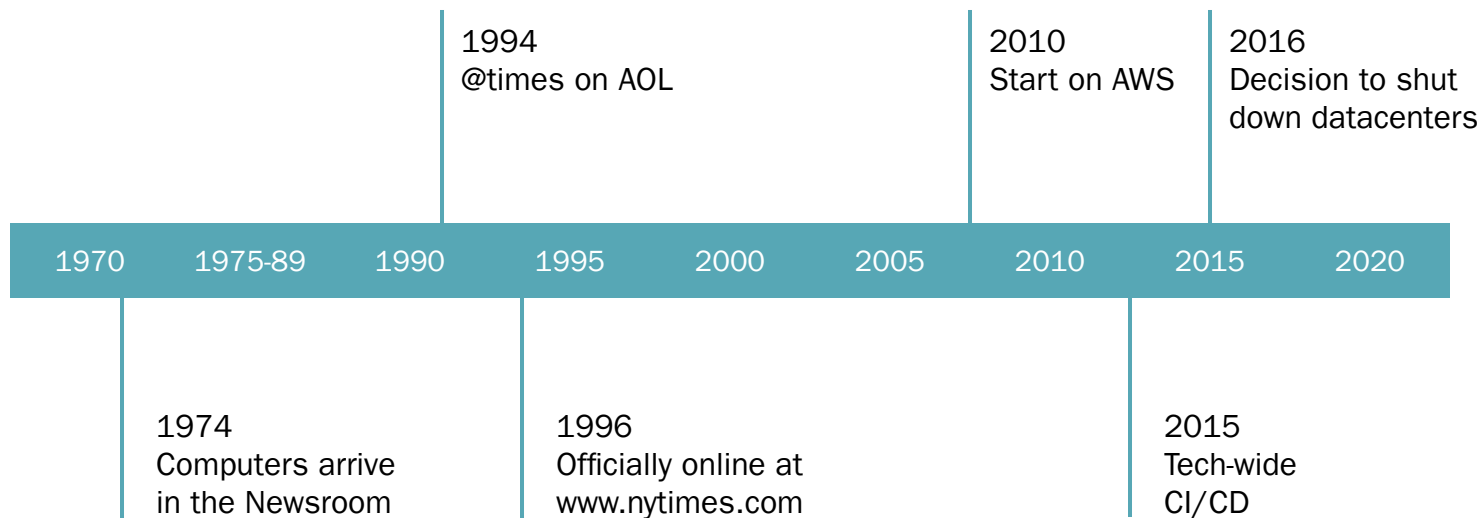 1994
@times on AOL
2010
Start on AWS
2016
Decision to shut
down datacenters
1970 1975-89 1990 1995 2000 2005 2010 2015 2020
1974
Computers arrive
in the Newsroom
1996
Officially online at
www.nytimes.com
2015
Tech-wide
CI/CD